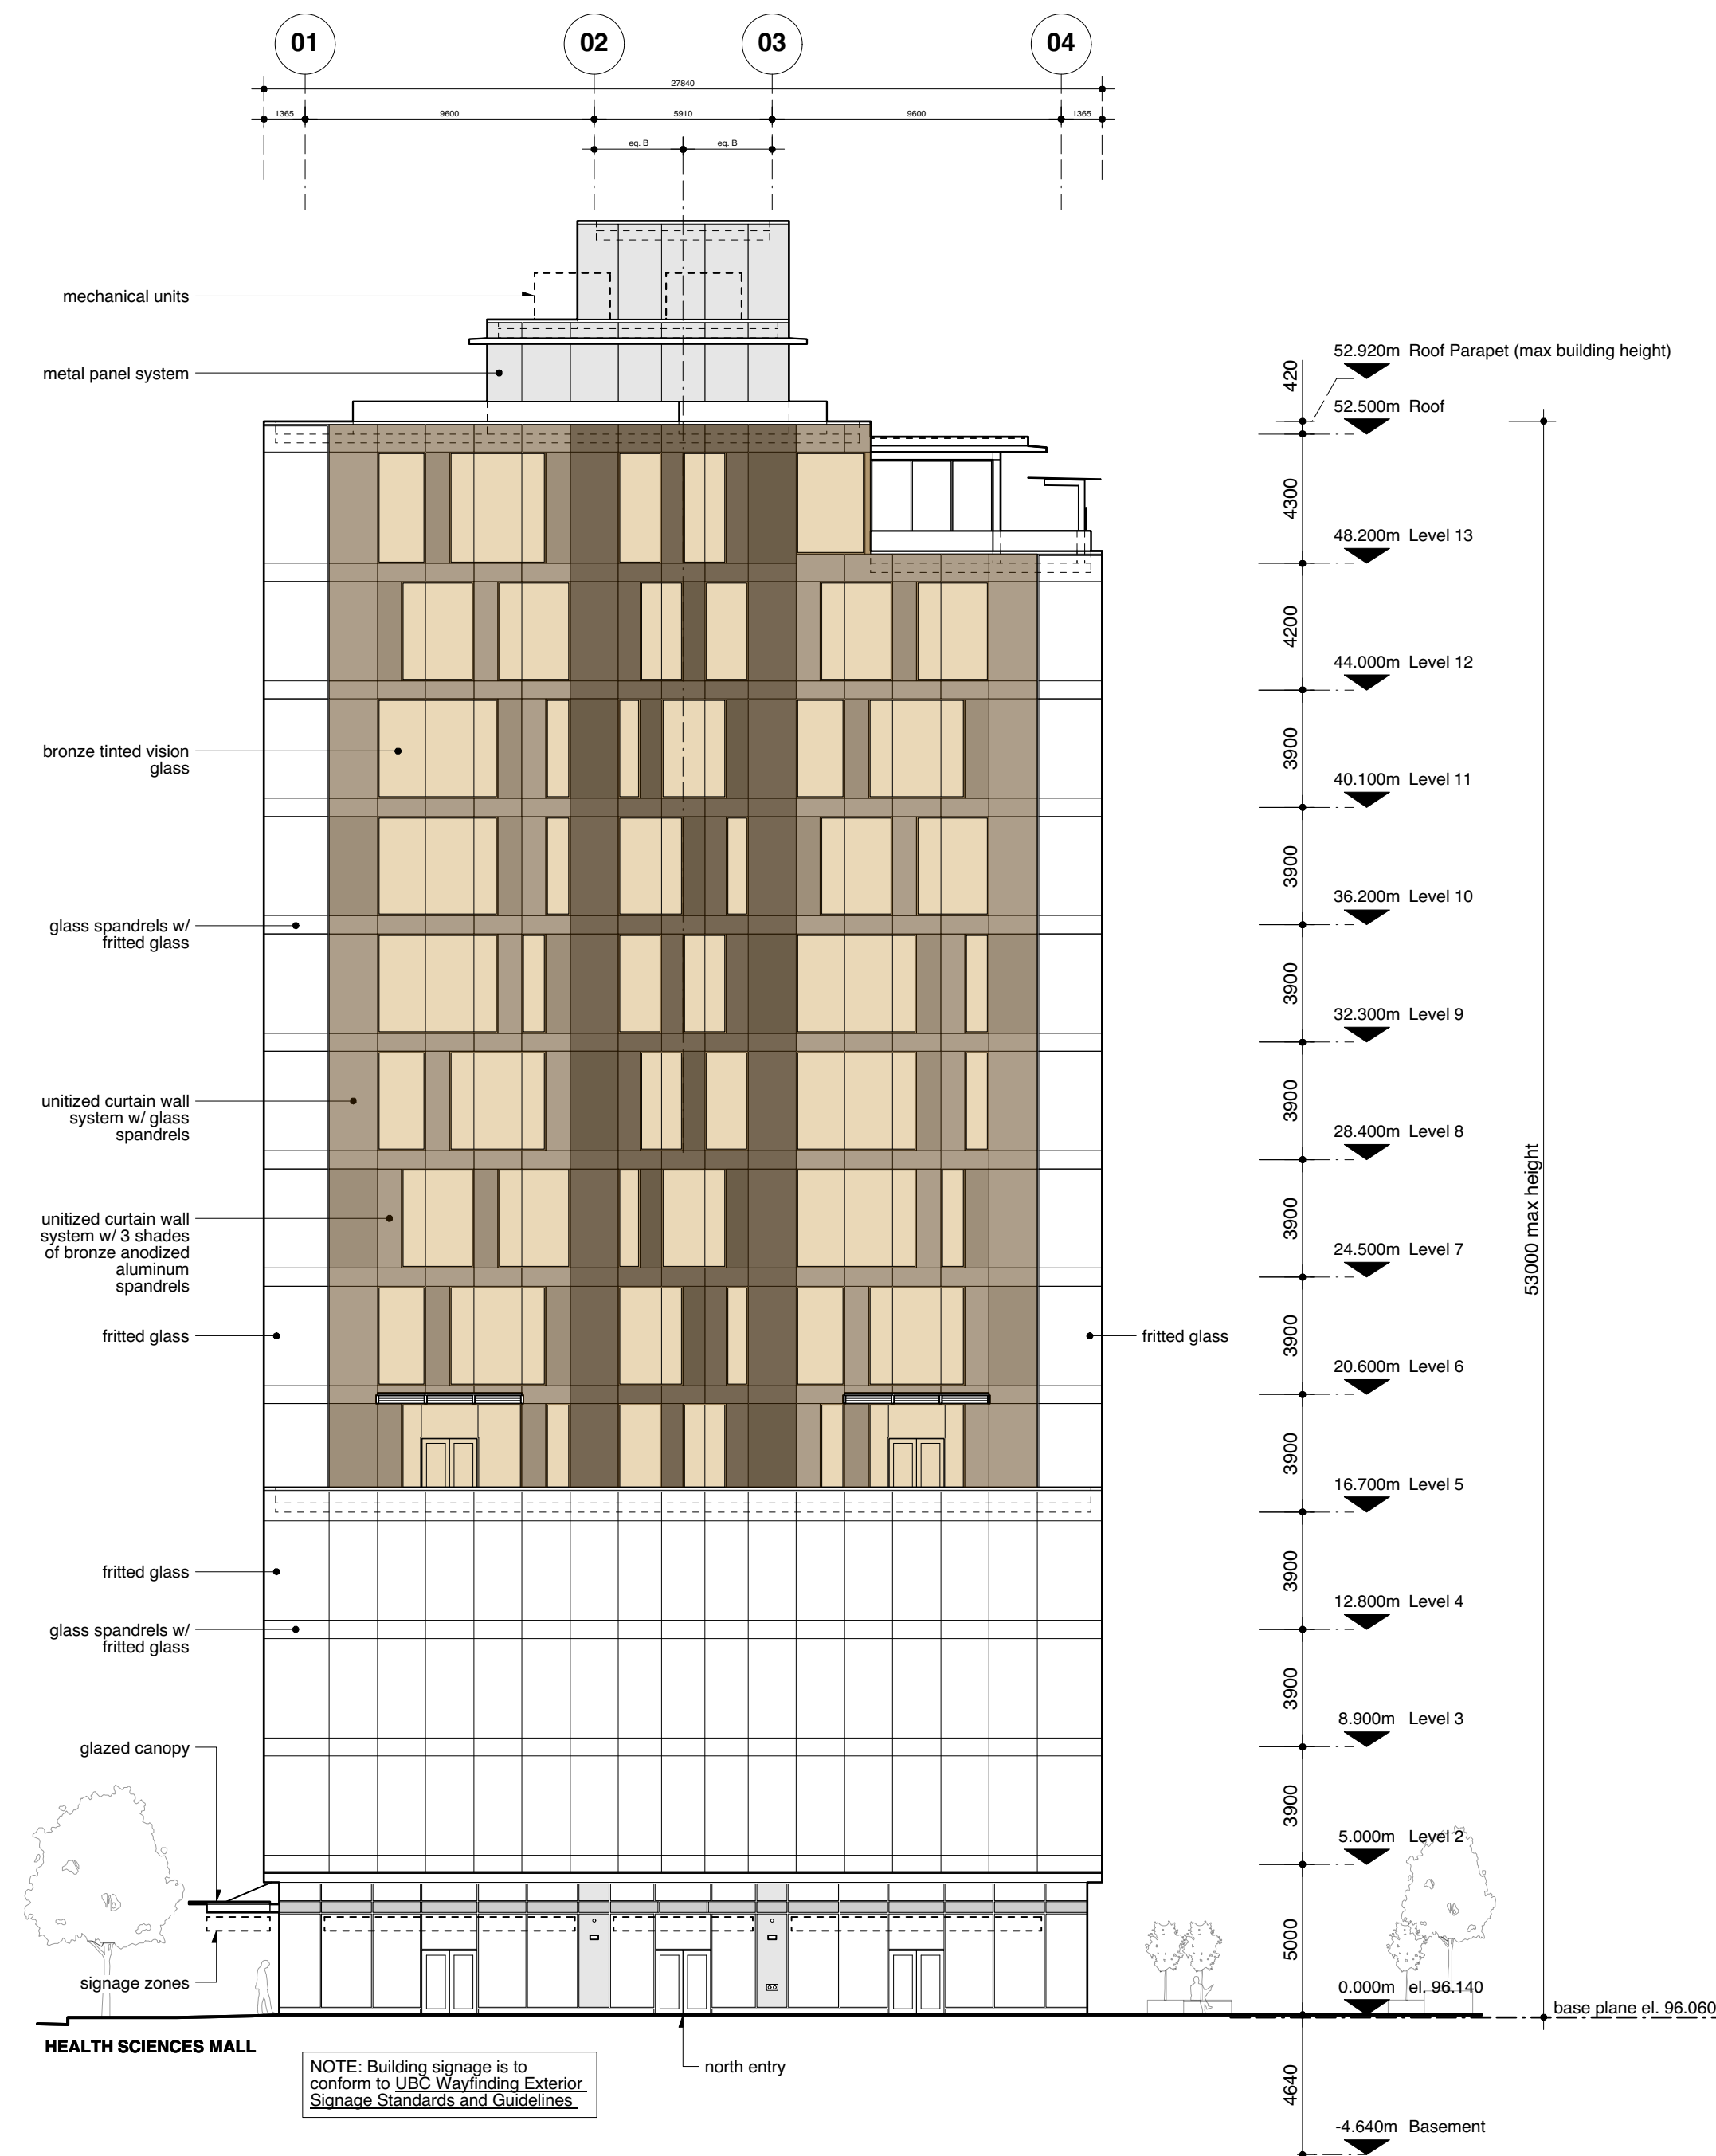 01
02
03
04
27840
1365
9600
5910
9600
1365
eq. B
eq. B
mechanical units
metal panel system
bronze tinted vision
glass
glass spandrels w/
fritted glass
unitized curtain wall
system w/ glass
spandrels
unitized curtain wall
system w/ 3 shades
of bronze anodized
aluminum
spandrels
fritted glass
fritted glass
fritted glass
glass spandrels w/
fritted glass
glazed canopy
signage zones
HEALTH SCIENCES MALL
NOTE: Building signage is to
conform to UBC Wayfinding Exterior
Signage Standards and Guidelines
north entry
420
4300
4200
3900
3900
3900
3900
3900
3900
3900
3900
3900
3900
5000
4640
52.920m Roof Parapet (max building height)
52.500m Roof
48.200m Level 13
44.000m Level 12
40.100m Level 11
36.200m Level 10
32.300m Level 9
28.400m Level 8
24.500m Level 7
20.600m Level 6
16.700m Level 5
12.800m Level 4
8.900m Level 3
5.000m Level 2
0.000m el. 96.140
-4.640m Basement
53000 max height
base plane el. 96.060